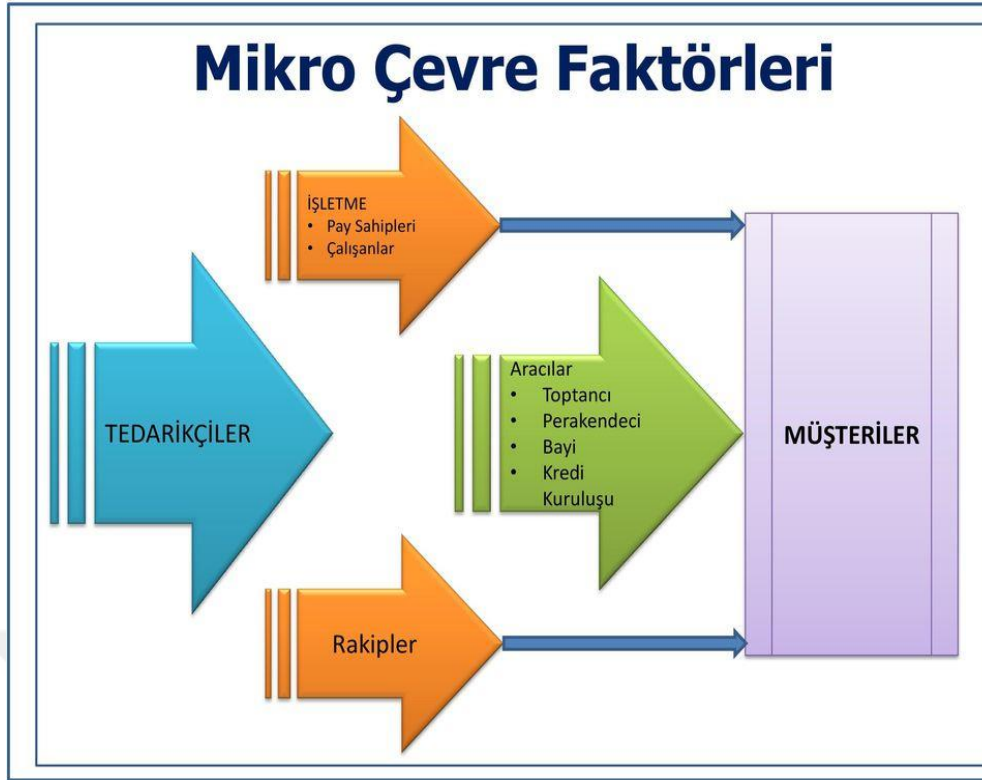 Mikro Çevre Faktörleri
İŞLETME
• Pay Sahipleri
• Çalışanlar
TEDARİKÇİLER
Aracılar
• Toptancı
• Perakendeci
• Bayi
• Kredi
Kuruluşu
MÜŞTERİLER
Rakipler